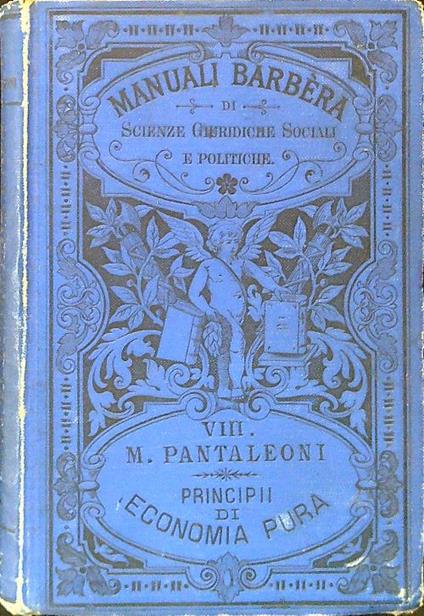 MANUALI BARBÈRA
DI
SCIENZE GIURIDICHE SOCIALI
E POLITICHE.
VIII.
M. PANTALEONI
PRINCIPII
DI
ECONOMIA PURA